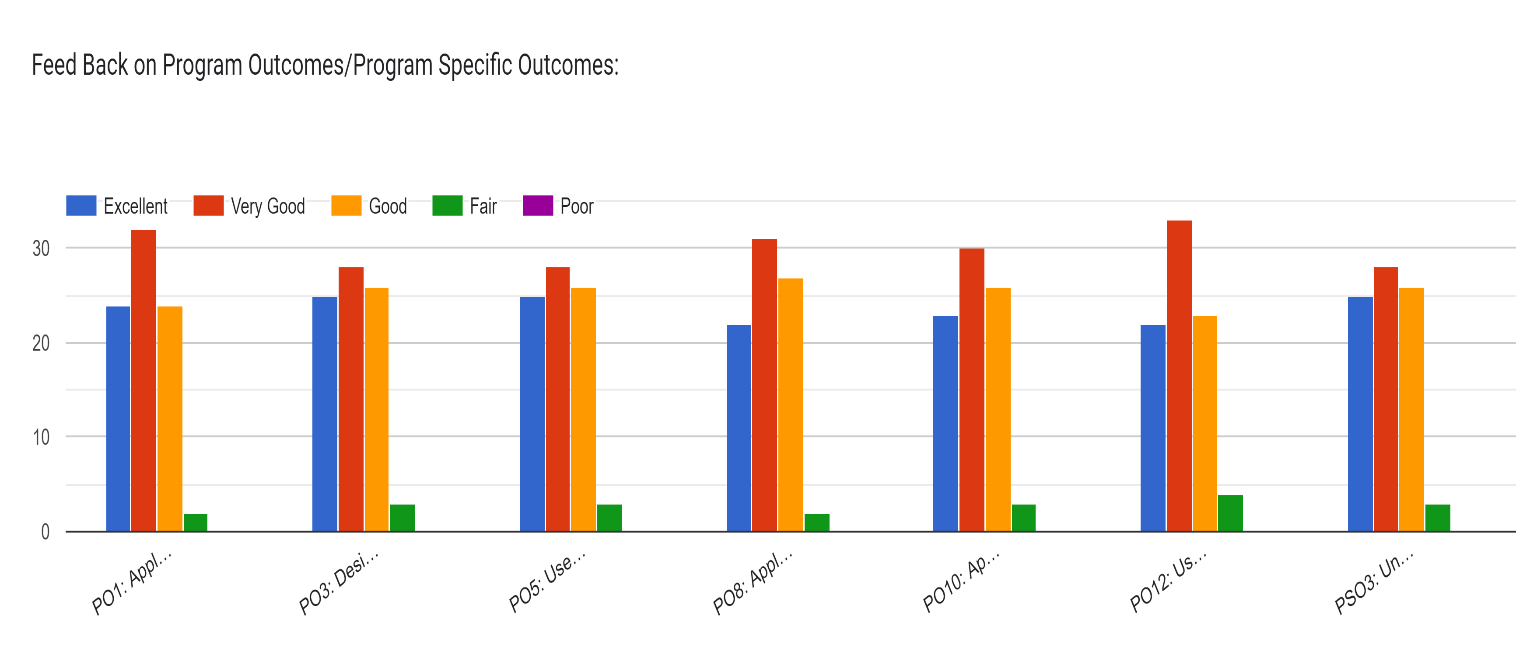 Feed Back on Program Outcomes/Program Specific Outcomes:
Excellent Very Good Good Fair Poor
30
20
10
0
PO1: Appl... PO3: Desi... PO5: Use... PO8: Appl... PO10: Ap... PO12: Us... PSO3: Un...